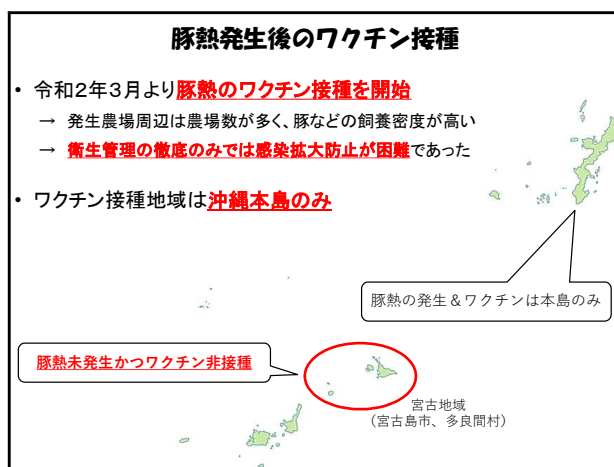 豚熱発生後のワクチン接種
• 令和2年3月より豚熱のワクチン接種を開始
→ 発生農場周辺は農場数が多く、豚などの飼養密度が高い
→ 衛生管理の徹底のみでは感染拡大防止が困難であった
• ワクチン接種地域は沖縄本島のみ
豚熱の発生＆ワクチンは本島のみ
豚熱未発生かつワクチン非接種
宮古地域
（宮古島市、多良間村）